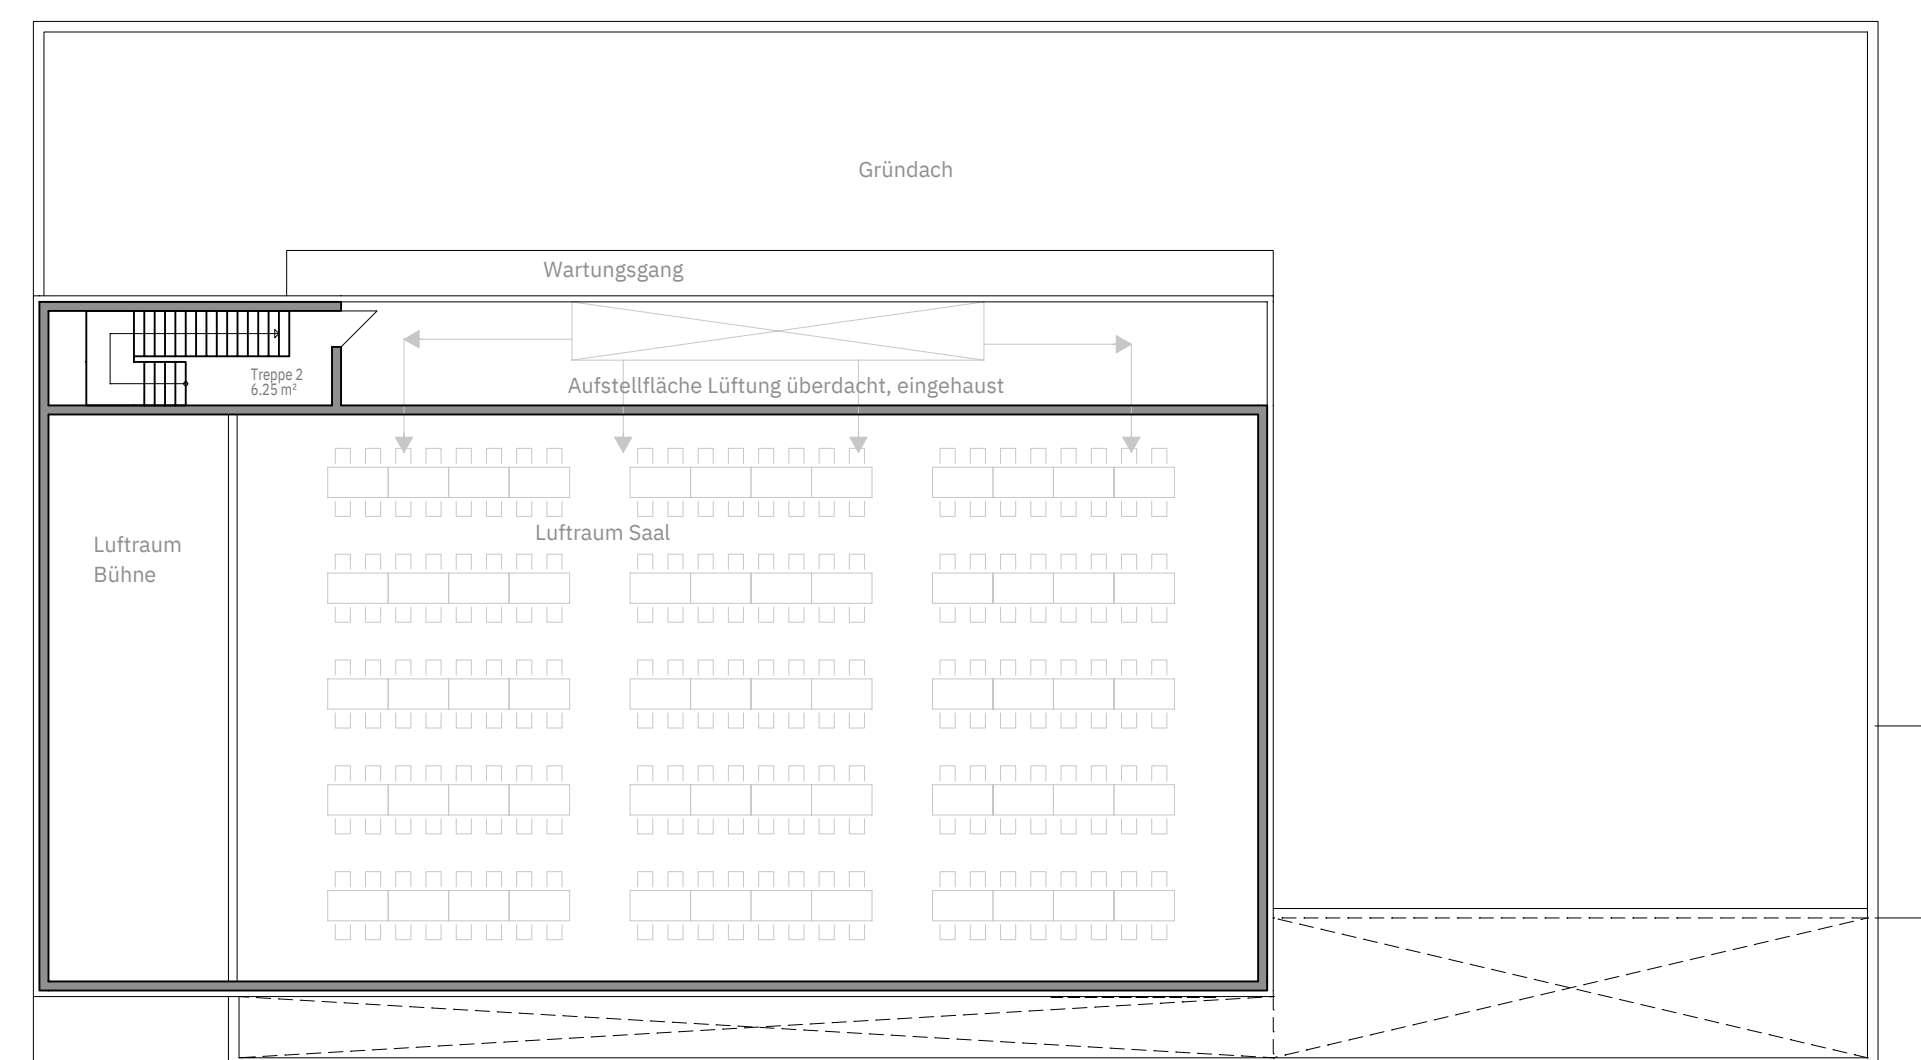 Gründach
Wartungsgang
Treppe 2
6.25 m²
Aufstellfläche Lüftung überdacht, eingehaust
Luftraum Saal
Luftraum
Bühne